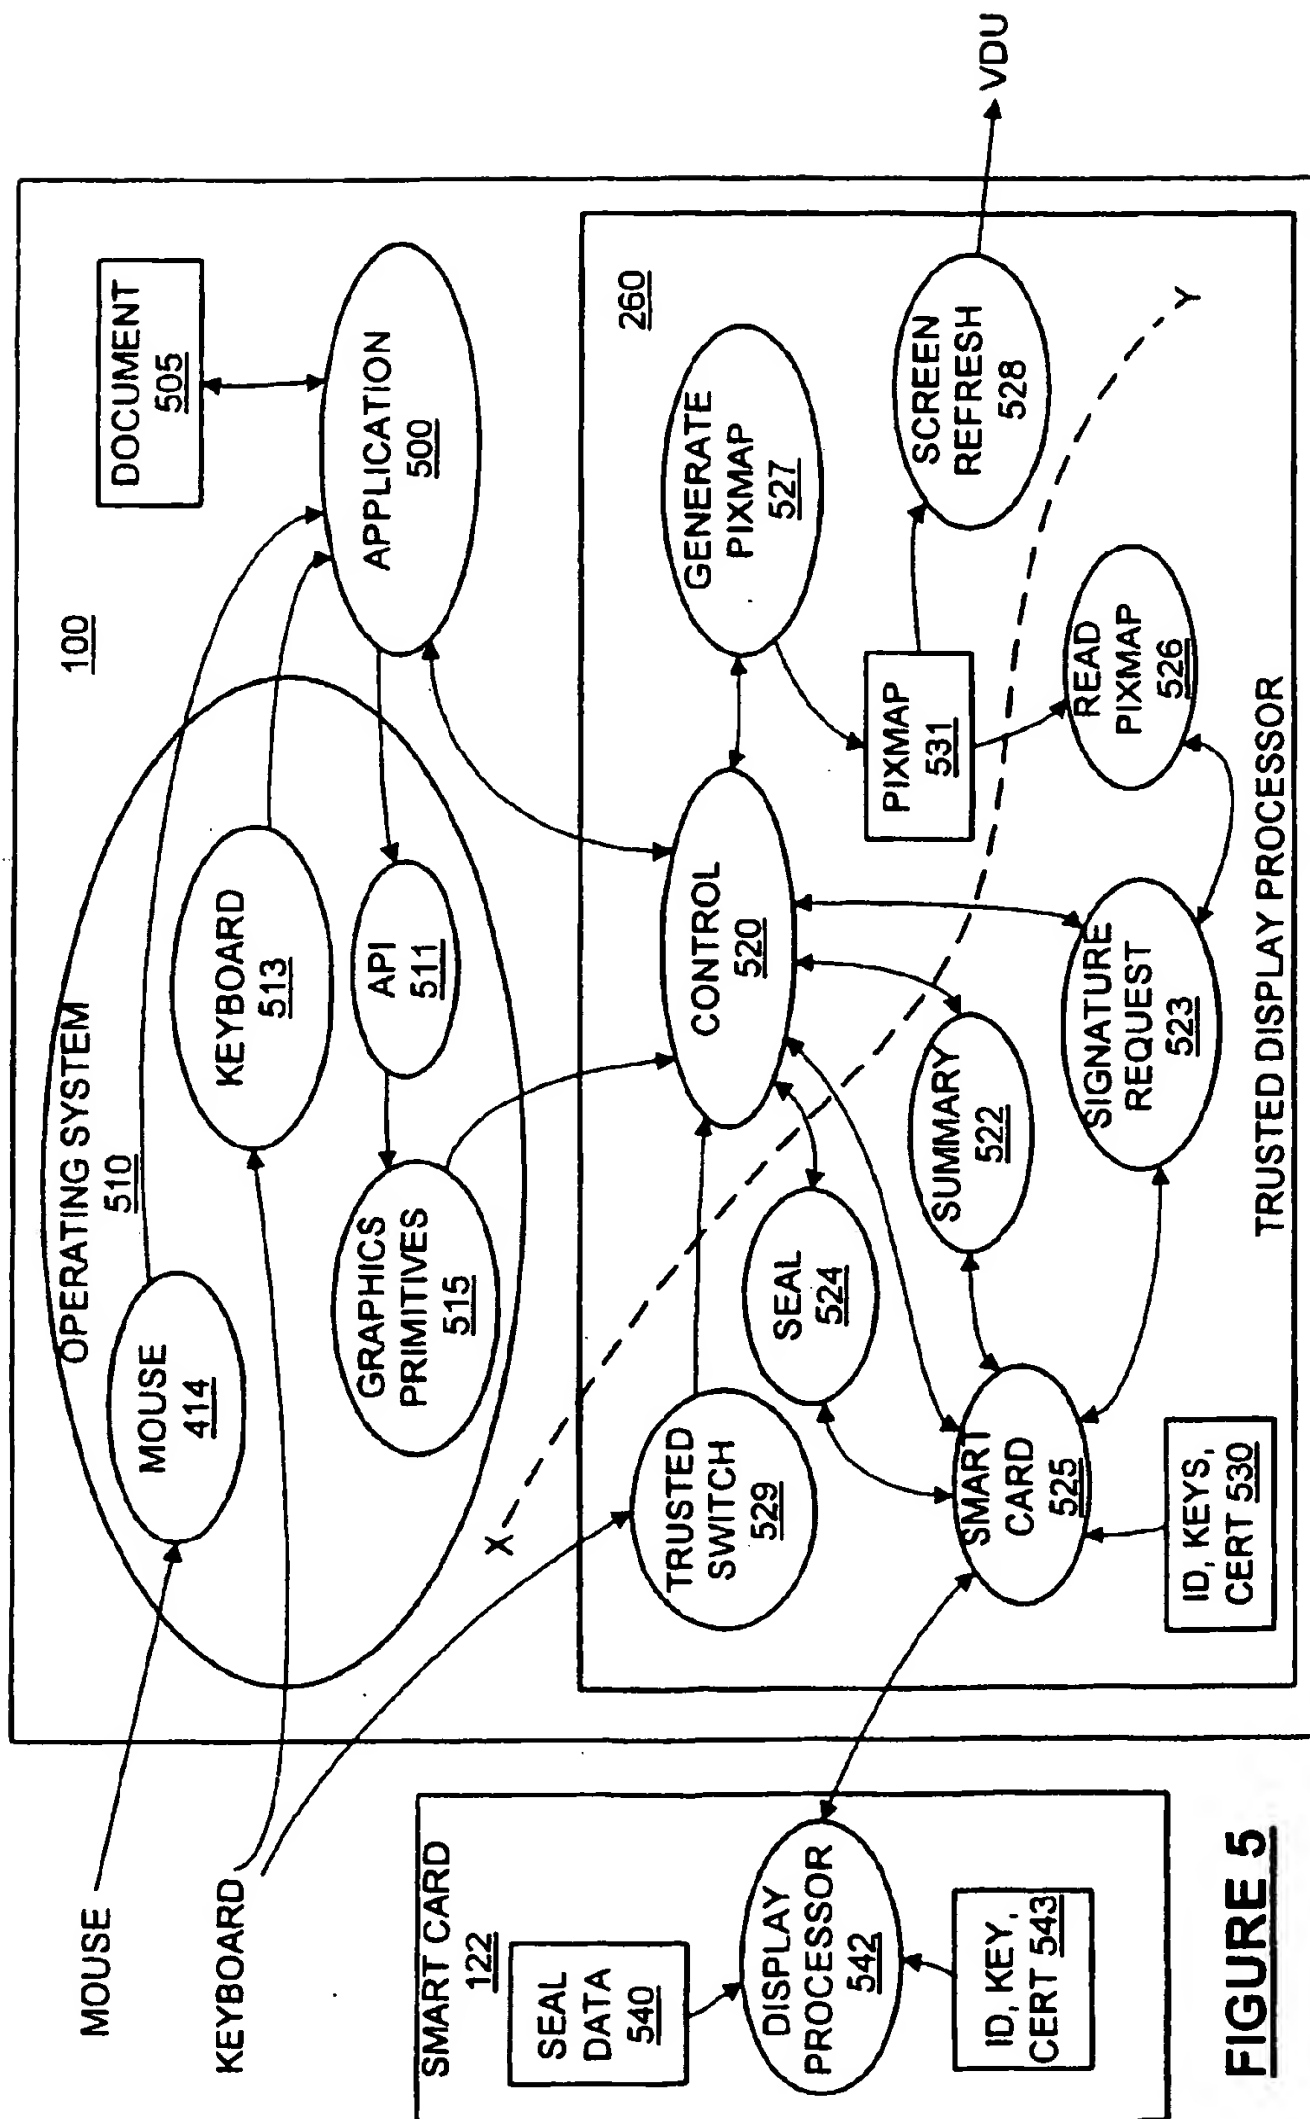 MOUSE
KEYBOARD
100
OPERATING SYSTEM
510
MOUSE
414
KEYBOARD
513
API
511
GRAPHICS
PRIMITIVES
515
DOCUMENT
505
APPLICATION
500
SMART CARD
122
SEAL
DATA
540
DISPLAY
PROCESSOR
542
ID, KEY,
CERT 543
X
260
TRUSTED
SWITCH
529
CONTROL
520
GENERATE
PIXMAP
527
SEAL
524
PIXMAP
531
SCREEN
REFRESH
528
VDU
SUMMARY
522
SMART
CARD
525
SIGNATURE
REQUEST
523
READ
PIXMAP
526
Y
ID, KEYS,
CERT 530
TRUSTED DISPLAY PROCESSOR
FIGURE 5